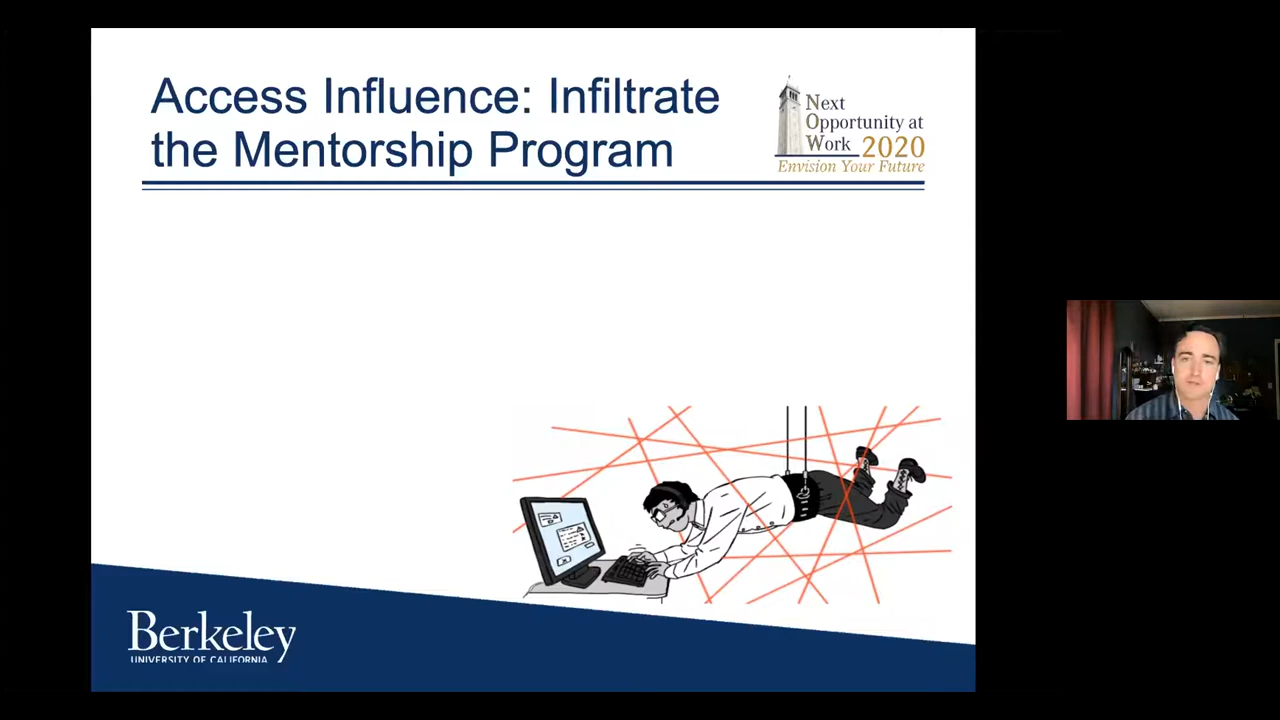 Access Influence: Infiltrate
the Mentorship Program
Next
Opportunity at
Work 2020
Envision Your Future
Berkeley
UNIVERSITY OF CALIFORNIA